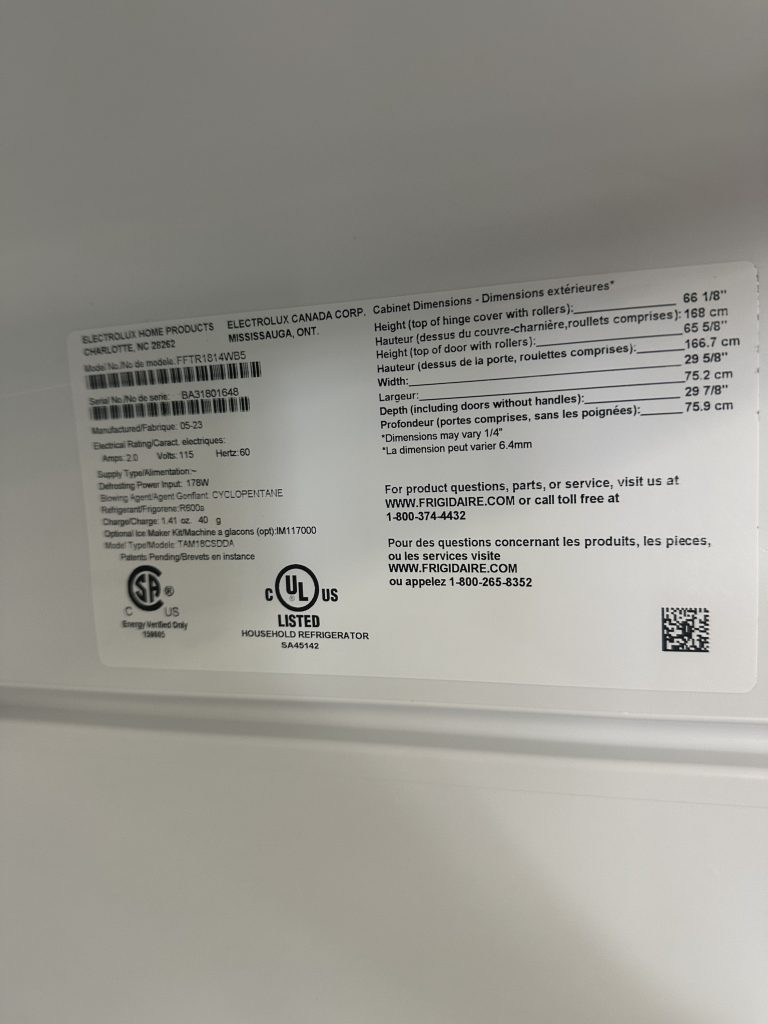 ELECTROLUX HOME PRODUCTS
CHARLOTTE, NC 28262
ELECTROLUX CANADA CORP.
MISSISSAUGA, ONT.
Model No./No de modele: FFTR1814WB5
Serial No./No de serie: BA31801648
Manufactured/Fabrique: 05-23
Electrical Rating/Caract. electriques:
Amps: 2.0 Volts: 115 Hertz: 60
Supply Type/Alimentation:~
Defrosting Power Input: 178W
Blowing Agent/Agent Gonflant: CYCLOPENTANE
Refrigerant/Frigorene: R600a
Charge/Charge: 1.41 oz. 40 g
Optional Ice Maker Kit/Machine a glacons (opt):IM117000
Model Type/Modele: TAM18CSDDA
Patents Pending/Brevets en instance
SA ®
C US
Energy Verified Only
159805
C UL ® US
LISTED
HOUSEHOLD REFRIGERATOR
SA45142
Cabinet Dimensions - Dimensions extérieures*
Height (top of hinge cover with rollers): 66 1/8"
Hauteur (dessus du couvre-charnière,roullets comprises): 168 cm
Height (top of door with rollers): 65 5/8"
Hauteur (dessus de la porte, roulettes comprises): 166.7 cm
Width: 29 5/8"
Largeur: 75.2 cm
Depth (including doors without handles): 29 7/8"
Profondeur (portes comprises, sans les poignées): 75.9 cm
*Dimensions may vary 1/4"
*La dimension peut varier 6.4mm
For product questions, parts, or service, visit us at
WWW.FRIGIDAIRE.COM or call toll free at
1-800-374-4432
Pour des questions concernant les produits, les pieces,
ou les services visite
WWW.FRIGIDAIRE.COM
ou appelez 1-800-265-8352